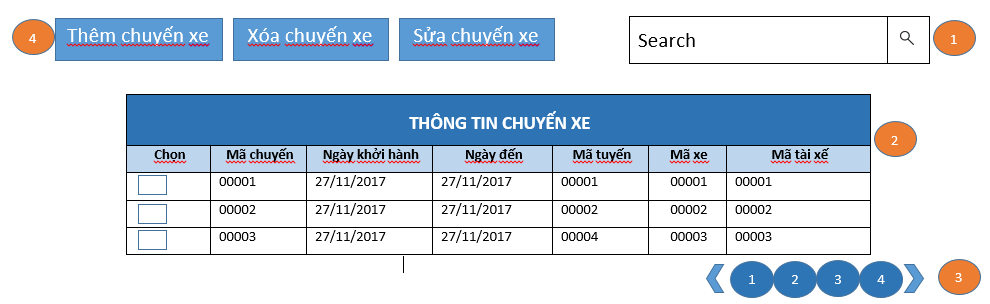 4 Thêm chuyến xe Xóa chuyến xe Sửa chuyến xe Search 1
THÔNG TIN CHUYẾN XE
2
Chọn Mã chuyến Ngày khởi hành Ngày đến Mã tuyến Mã xe Mã tài xế
00001 27/11/2017 27/11/2017 00001 00001 00001
00002 27/11/2017 27/11/2017 00002 00002 00002
00003 27/11/2017 27/11/2017 00004 00003 00003
1 2 3 4 3